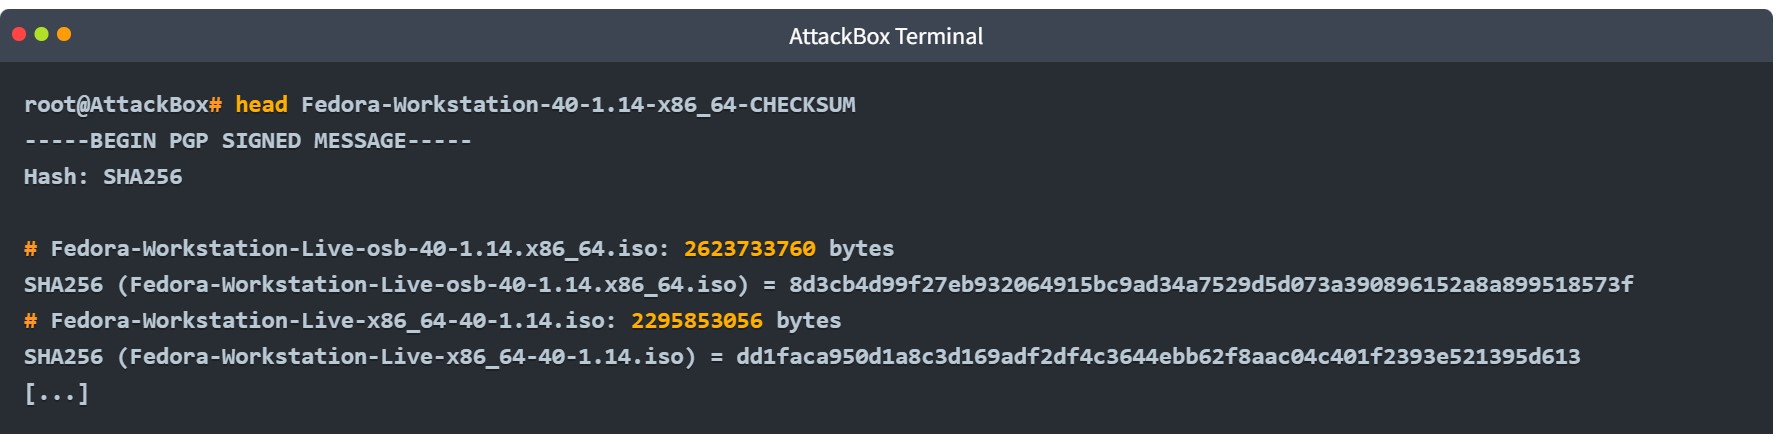 AttackBox Terminal
root@AttackBox# head Fedora-Workstation-40-1.14-x86_64-CHECKSUM
-----BEGIN PGP SIGNED MESSAGE-----
Hash: SHA256
# Fedora-Workstation-Live-osb-40-1.14.x86_64.iso: 2623733760 bytes
SHA256 (Fedora-Workstation-Live-osb-40-1.14.x86_64.iso) = 8d3cb4d99f27eb932064915bc9ad34a7529d5d073a390896152a8a899518573f
# Fedora-Workstation-Live-x86_64-40-1.14.iso: 2295853056 bytes
SHA256 (Fedora-Workstation-Live-x86_64-40-1.14.iso) = dd1faca950d1a8c3d169adf2df4c3644ebb62f8aac04c401f2393e521395d613
[...]